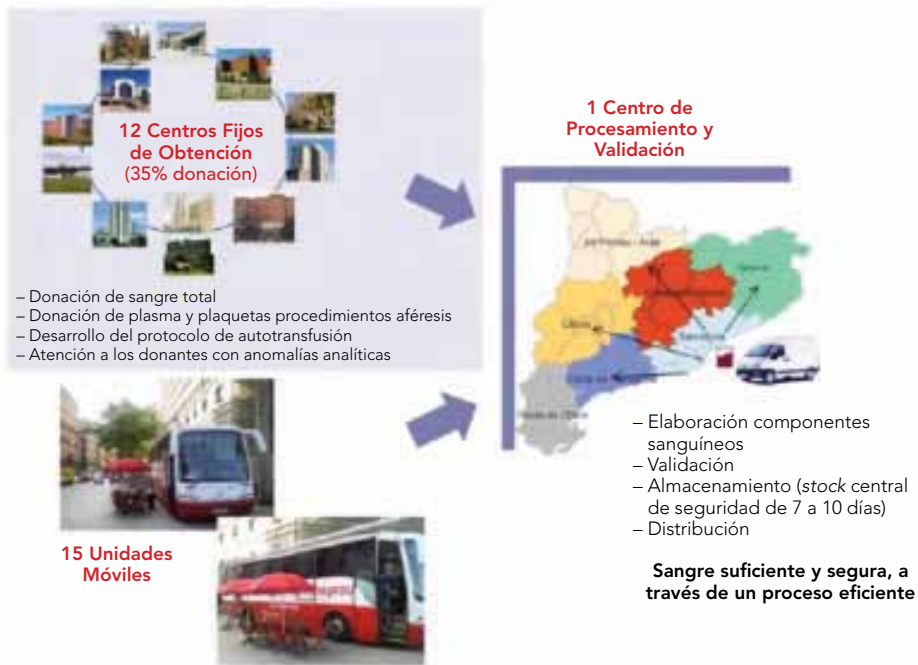 12 Centros Fijos
de Obtención
(35% donación)
– Donación de sangre total
– Donación de plasma y plaquetas procedimientos aféresis
– Desarrollo del protocolo de autotransfusión
– Atención a los donantes con anomalías analíticas
15 Unidades
Móviles
1 Centro de
Procesamiento y
Validación
– Elaboración componentes
sanguíneos
– Validación
– Almacenamiento (stock central
de seguridad de 7 a 10 días)
– Distribución
Sangre suficiente y segura, a
través de un proceso eficiente